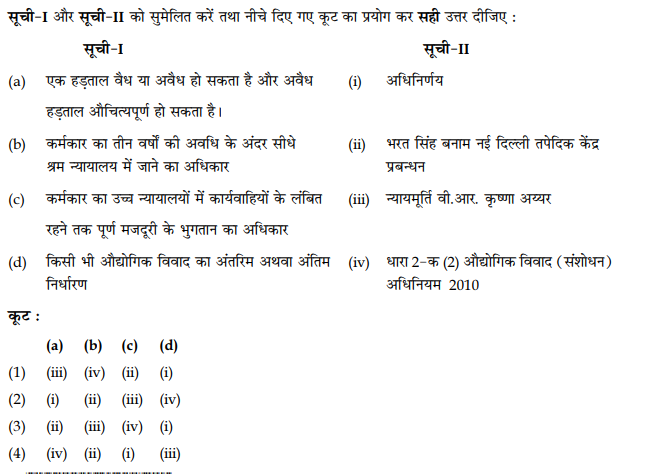 सूची-I और सूची-II को सुमेलित करें तथा नीचे दिए गए कूट का प्रयोग कर सही उत्तर दीजिए :
सूची-I सूची-II
(a) एक हड़ताल वैध या अवैध हो सकता है और अवैध (i) अधिनिर्णय
हड़ताल औचित्यपूर्ण हो सकता है।
(b) कर्मकार का तीन वर्षों की अवधि के अंदर सीधे (ii) भरत सिंह बनाम नई दिल्ली तपेदिक केंद्र
श्रम न्यायालय में जाने का अधिकार प्रबन्धन
(c) कर्मकार का उच्च न्यायालयों में कार्यवाहियों के लंबित (iii) न्यायमूर्ति वी.आर. कृष्णा अय्यर
रहने तक पूर्ण मजदूरी के भुगतान का अधिकार
(d) किसी भी औद्योगिक विवाद का अंतरिम अथवा अंतिम (iv) धारा 2-क (2) औद्योगिक विवाद (संशोधन)
निर्धारण अधिनियम 2010
कूट :
(a) (b) (c) (d)
(1) (iii) (iv) (ii) (i)
(2) (i) (ii) (iii) (iv)
(3) (ii) (iii) (iv) (i)
(4) (iv) (ii) (i) (iii)